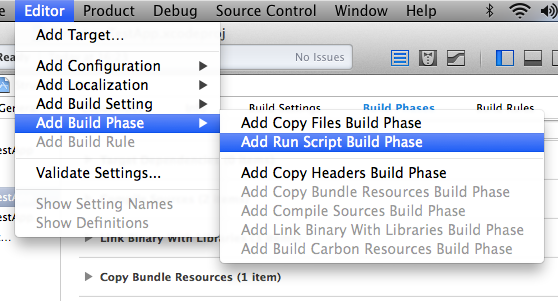 Editor Product Debug Source Control Window Help
Add Target...
No Issues
Add Configuration
Add Localization
Add Build Setting
Build Settings Build Phases Build Rules
Add Build Phase
Add Copy Files Build Phase
Add Build Rule
Add Run Script Build Phase
Validate Settings...
Add Copy Headers Build Phase
Add Copy Bundle Resources Build Phase
Show Setting Names
Add Compile Sources Build Phase
Show Definitions
Add Link Binary With Libraries Build Phase
Link Binary With Libraries
Add Build Carbon Resources Build Phase
Copy Bundle Resources (1 item)